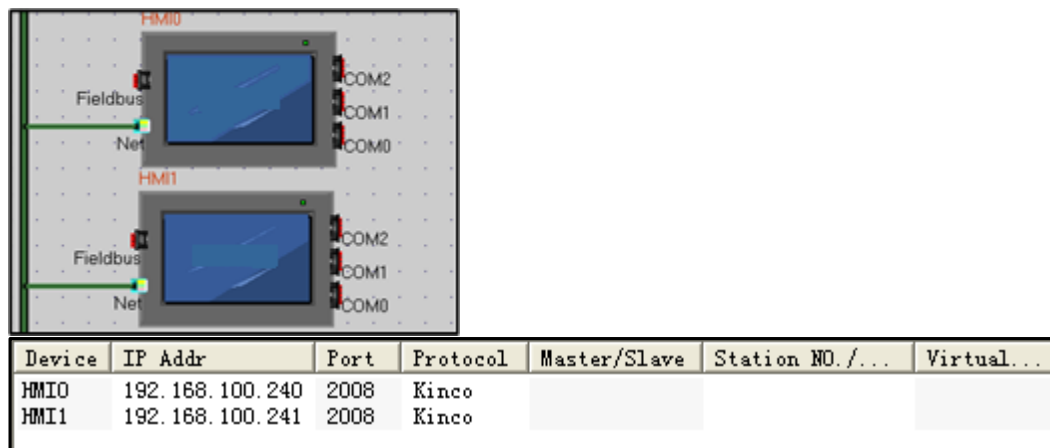 HMI0
COM2
Fieldbus
COM1
Net
COM0
HMI1
COM2
Fieldbus
COM1
Net
COM0
Device IP Addr Port Protocol Master/Slave Station NO./... Virtual...
HMI0 192.168.100.240 2008 Kinco
HMI1 192.168.100.241 2008 Kinco